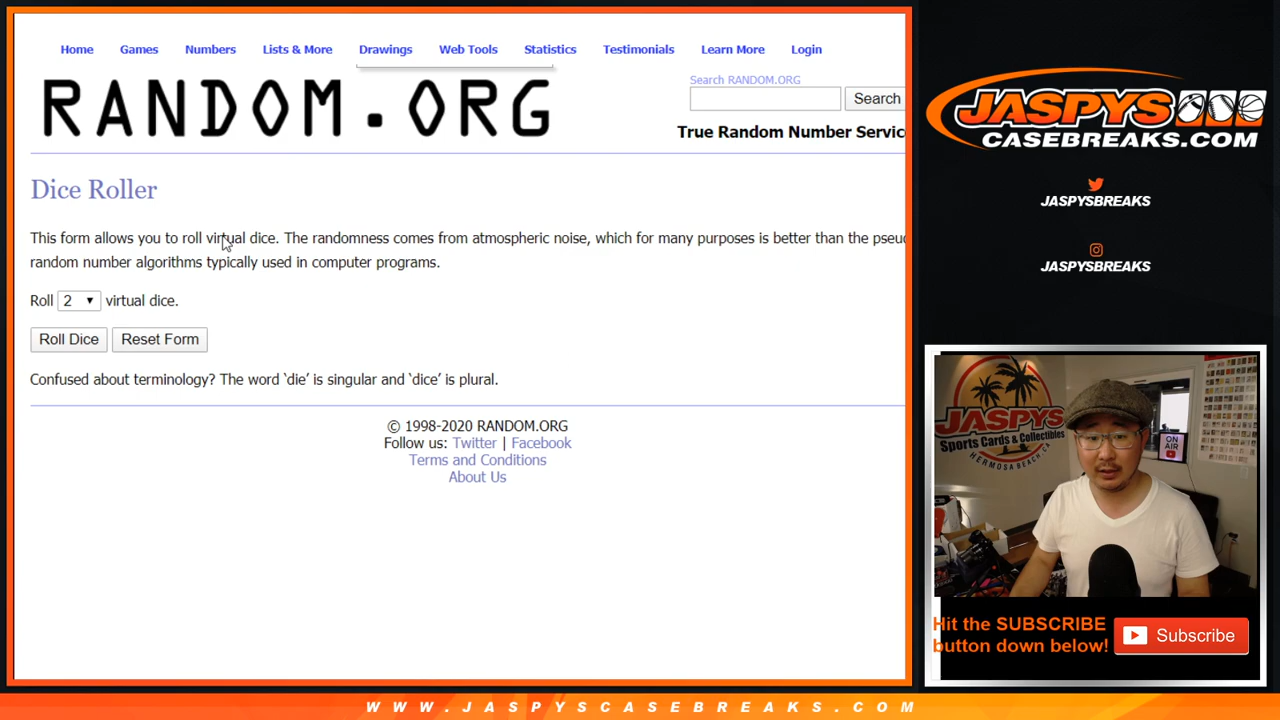 Home Games Numbers Lists & More Drawings Web Tools Statistics Testimonials Learn More Login
RANDOM.ORG
Search RANDOM.ORG
Search
True Random Number Servic
Dice Roller
This form allows you to roll virtual dice. The randomness comes from atmospheric noise, which for many purposes is better than the pseu
random number algorithms typically used in computer programs.
Roll 2 virtual dice.
Roll Dice Reset Form
Confused about terminology? The word ‘die’ is singular and ‘dice’ is plural.
© 1998-2020 RANDOM.ORG
Follow us: Twitter | Facebook
Terms and Conditions
About Us
JASPYS
CASEBREAKS.COM
JASPYSBREAKS
JASPYSBREAKS
JASPYS
Sports Cards & Collectibles
HERMOSA BEACH, CA
ON
AIR
Hit the SUBSCRIBE
button down below!
Subscribe
WWW.JASPYSCASEBREAKS.COM